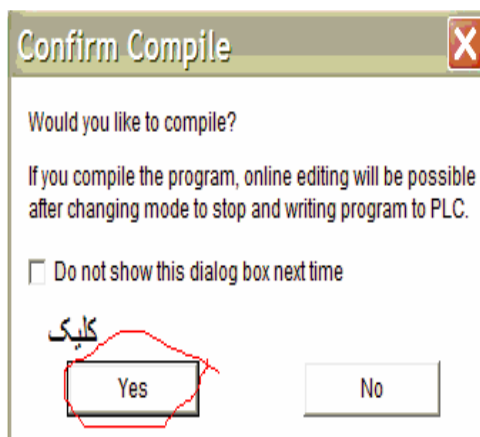 Confirm Compile
Would you like to compile?
If you compile the program, online editing will be possible
after changing mode to stop and writing program to PLC.
Do not show this dialog box next time
کلیک
Yes
No